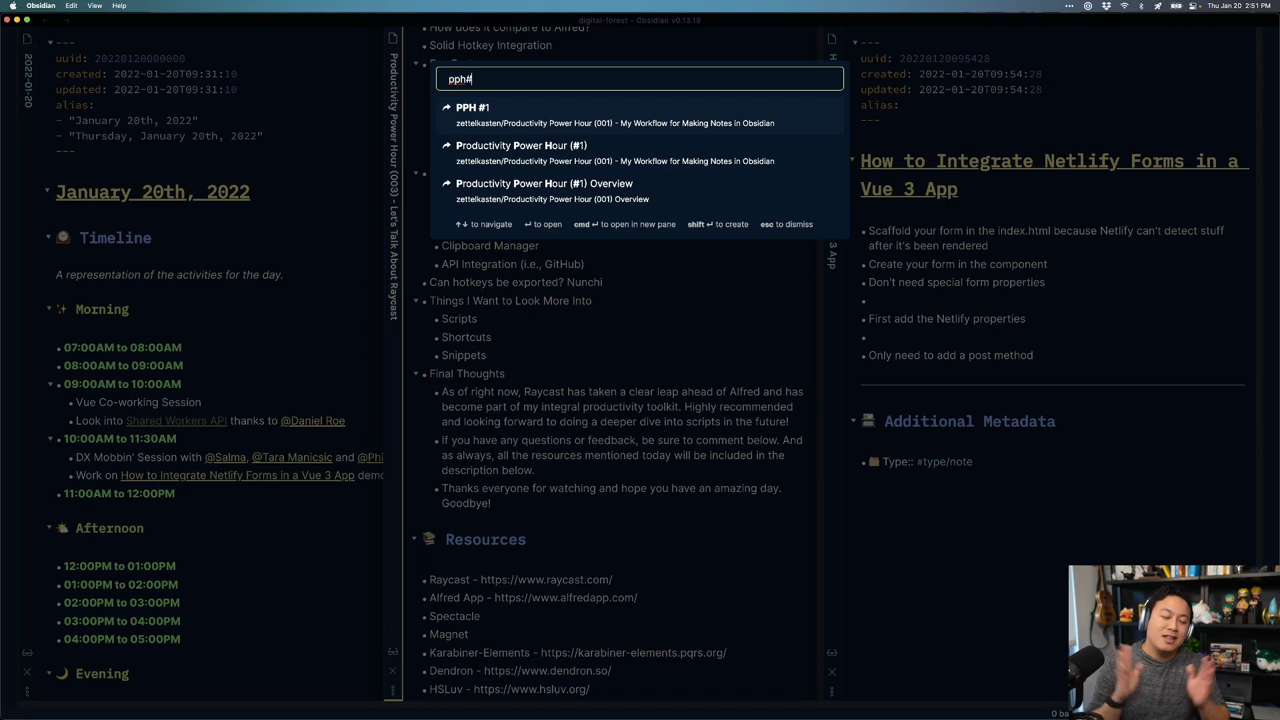 Obsidian Edit View Help
Thu Jan 20 2:51 PM
digital-forest - Obsidian v0.13.19
2022-01-20
---
uuid: 20220120000000
created: 2022-01-20T09:31:10
updated: 2022-01-20T09:31:10
alias:
- "January 20th, 2022"
- "Thursday, January 20th, 2022"
---
January 20th, 2022
Timeline
A representation of the activities for the day.
Morning
07:00AM to 08:00AM
08:00AM to 09:00AM
09:00AM to 10:00AM
Vue Co-working Session
Look into Shared Workers API thanks to @Daniel Roe
10:00AM to 11:30AM
DX Mobbin' Session with @Salma, @Tara Manicsic and @Phi
Work on How to Integrate Netlify Forms in a Vue 3 App demo
11:00AM to 12:00PM
Afternoon
12:00PM to 01:00PM
01:00PM to 02:00PM
02:00PM to 03:00PM
03:00PM to 04:00PM
04:00PM to 05:00PM
Evening
Productivity Power Hour (003) - Let's Talk About Raycast
How does it compare to Alfred?
Solid Hotkey Integration
pph#
PPH #1
zettelkasten/Productivity Power Hour (001) - My Workflow for Making Notes in Obsidian
Productivity Power Hour (#1)
zettelkasten/Productivity Power Hour (001) - My Workflow for Making Notes in Obsidian
Productivity Power Hour (#1) Overview
zettelkasten/Productivity Power Hour (001) Overview
↑↓ to navigate ↵ to open cmd ↵ to open in new pane shift ↵ to create esc to dismiss
Clipboard Manager
API Integration (i.e., GitHub)
Can hotkeys be exported? Nunchi
Things I Want to Look More Into
Scripts
Shortcuts
Snippets
Final Thoughts
As of right now, Raycast has taken a clear leap ahead of Alfred and has
become part of my integral productivity toolkit. Highly recommended
and looking forward to doing a deeper dive into scripts in the future!
If you have any questions or feedback, be sure to comment below. And
as always, all the resources mentioned today will be included in the
description below.
Thanks everyone for watching and hope you have an amazing day.
Goodbye!
Resources
Raycast - https://www.raycast.com/
Alfred App - https://www.alfredapp.com/
Spectacle
Magnet
Karabiner-Elements - https://karabiner-elements.pqrs.org/
Dendron - https://www.dendron.so/
HSLuv - https://www.hsluv.org/
H
3 App
---
uuid: 20220120095428
created: 2022-01-20T09:54:28
updated: 2022-01-20T09:54:28
alias:
---
How to Integrate Netlify Forms in a
Vue 3 App
Scaffold your form in the index.html because Netlify can't detect stuff
after it's been rendered
Create your form in the component
Don't need special form properties
First add the Netlify properties
Only need to add a post method
Additional Metadata
Type:: #type/note
0 ba